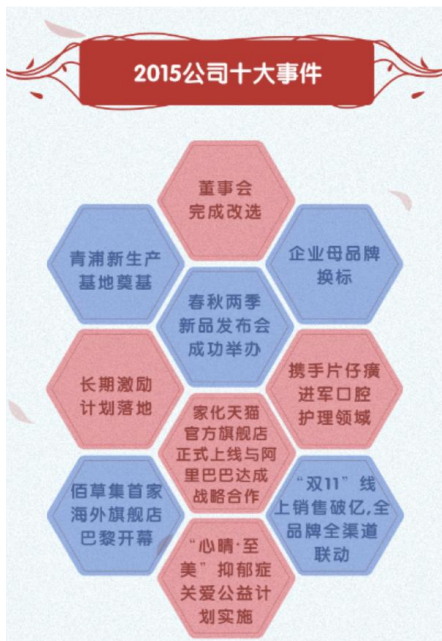 2015公司十大事件
董事会
完成改选
青浦新生产
基地奠基
企业母品牌
换标
春秋两季
新品发布会
成功举办
长期激励
计划落地
携手片仔癀
进军口腔
护理领域
家化天猫
官方旗舰店
正式上线与阿
里巴巴达成
战略合作
佰草集首家
海外旗舰店
巴黎开幕
“双11”线
上销售破亿,全
品牌全渠道
联动
“心晴·至
美”抑郁症
关爱公益计
划实施